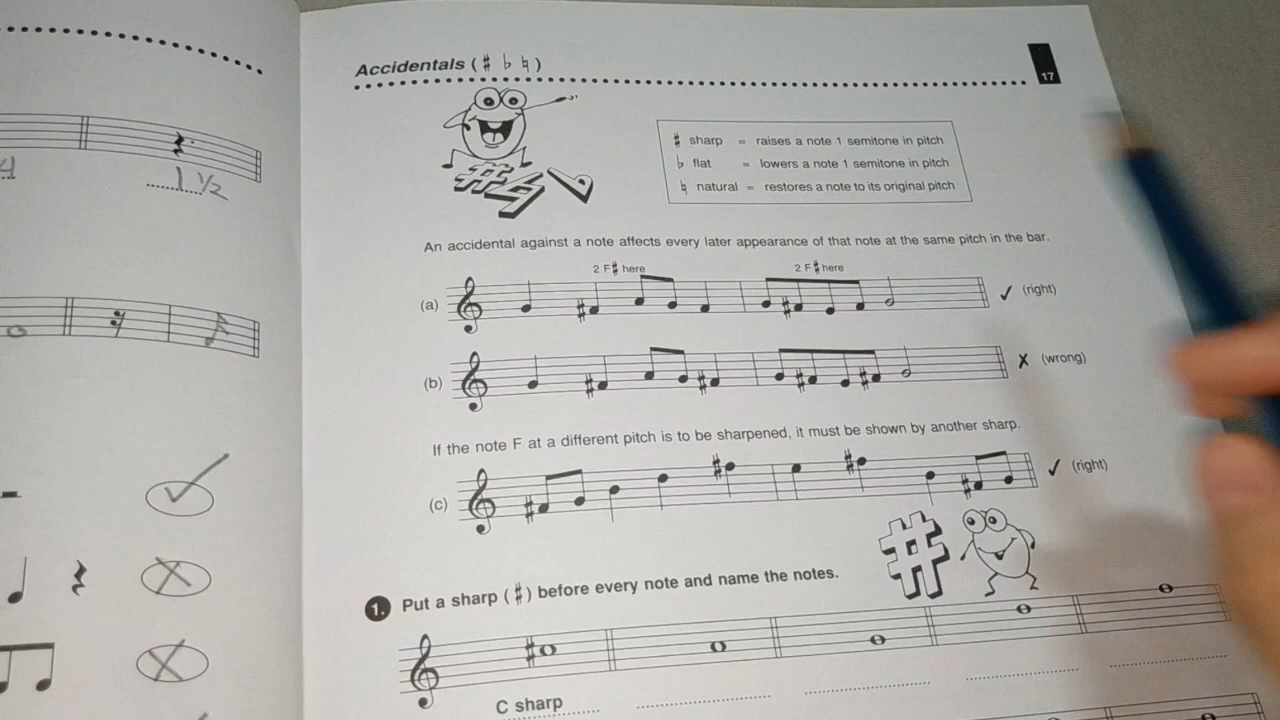 Accidentals ( ♯ ♭ ♮ )
17
♯ sharp = raises a note 1 semitone in pitch
♭ flat = lowers a note 1 semitone in pitch
♮ natural = restores a note to its original pitch
An accidental against a note affects every later appearance of that note at the same pitch in the bar.
2 F♯ here 2 F♯ here
(a) ✓ (right)
(b) ✗ (wrong)
If the note F at a different pitch is to be sharpened, it must be shown by another sharp.
(c) ✓ (right)
1. Put a sharp ( ♯ ) before every note and name the notes.
C sharp
4
1 1/2